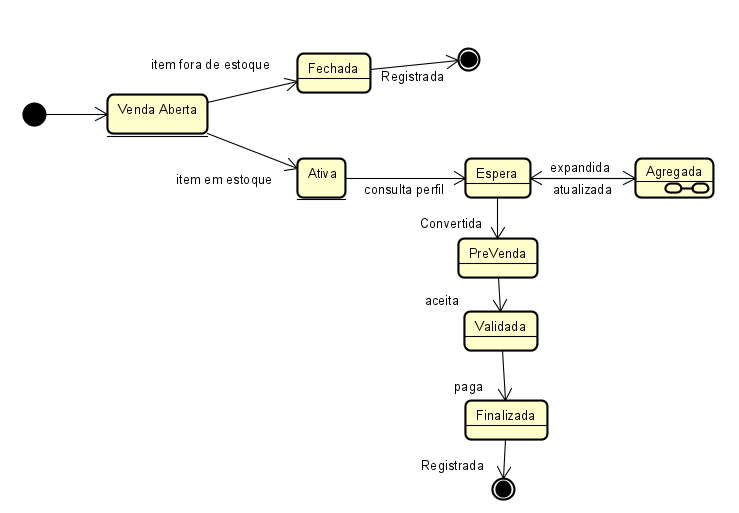 item fora de estoque
Fechada
Registrada
Venda Aberta
item em estoque
Ativa
consulta perfil
Espera
expandida
atualizada
Agregada
Convertida
PreVenda
aceita
Validada
paga
Finalizada
Registrada